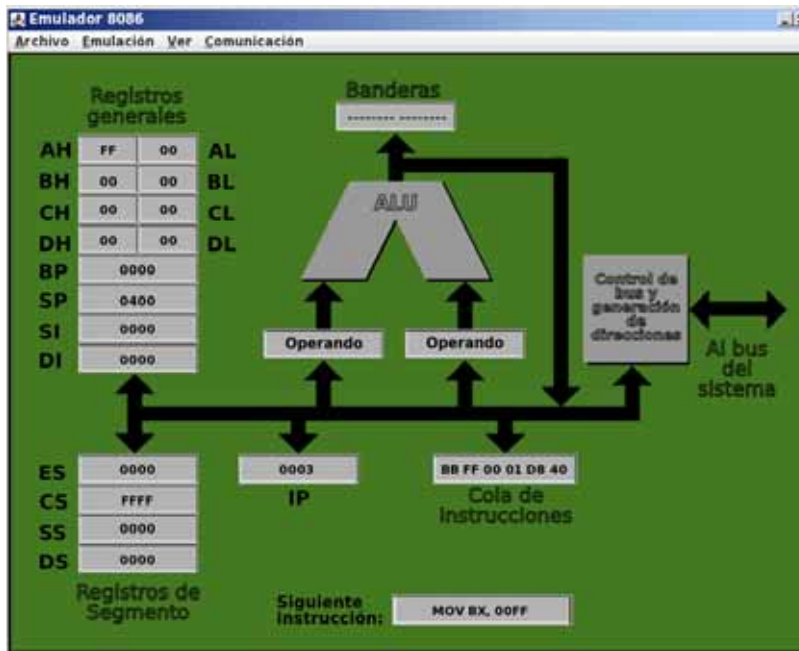 Emulador 8086
Archivo Emulación Ver Comunicación
Registros
generales
AH FF 00 AL
BH 00 00 BL
CH 00 00 CL
DH 00 00 DL
BP 0000
SP 0400
SI 0000
DI 0000
Banderas
-------- --------
ALU
Operando
Operando
Control de
bus y
generación
de
direcciones
Al bus
del
sistema
ES 0000
CS FFFF
SS 0000
DS 0000
Registros de
Segmento
0003
IP
BB FF 00 01 D8 40
Cola de
instrucciones
Siguiente
instrucción:
MOV BX, 00FF